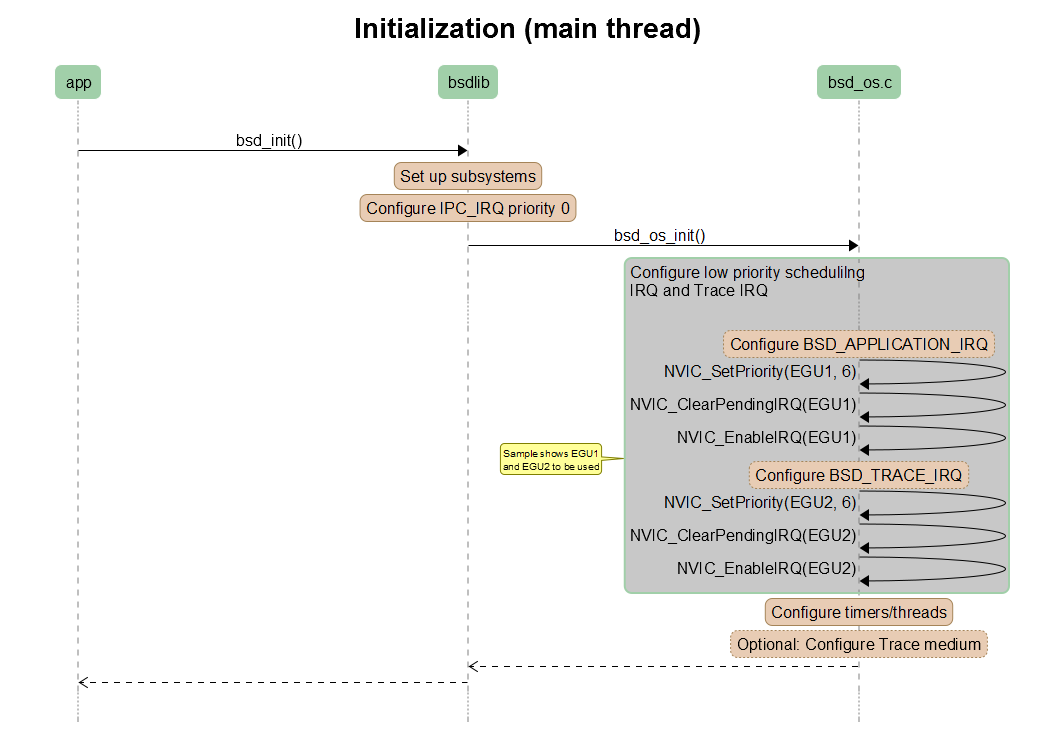 Initialization (main thread)
app
bsdlib
bsd_os.c
bsd_init()
Set up subsystems
Configure IPC_IRQ priority 0
bsd_os_init()
Configure low priority schedulilng
IRQ and Trace IRQ
Configure BSD_APPLICATION_IRQ
NVIC_SetPriority(EGU1, 6)
NVIC_ClearPendingIRQ(EGU1)
NVIC_EnableIRQ(EGU1)
Sample shows EGU1
and EGU2 to be used
Configure BSD_TRACE_IRQ
NVIC_SetPriority(EGU2, 6)
NVIC_ClearPendingIRQ(EGU2)
NVIC_EnableIRQ(EGU2)
Configure timers/threads
Optional: Configure Trace medium